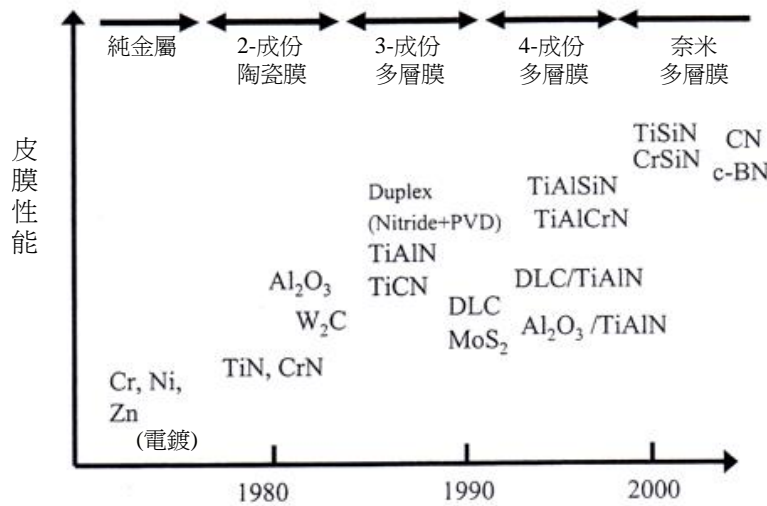 純金屬
2-成份
陶瓷膜
3-成份
多層膜
4-成份
多層膜
奈米
多層膜
皮膜性能
TiSiN
CrSiN
CN
c-BN
Duplex
(Nitride+PVD)
TiAlN
TiCN
TiAlSiN
TiAlCrN
Al₂O₃
W₂C
DLC
MoS₂
DLC/TiAlN
Al₂O₃ /TiAlN
TiN, CrN
Cr, Ni,
Zn
(電鍍)
1980
1990
2000